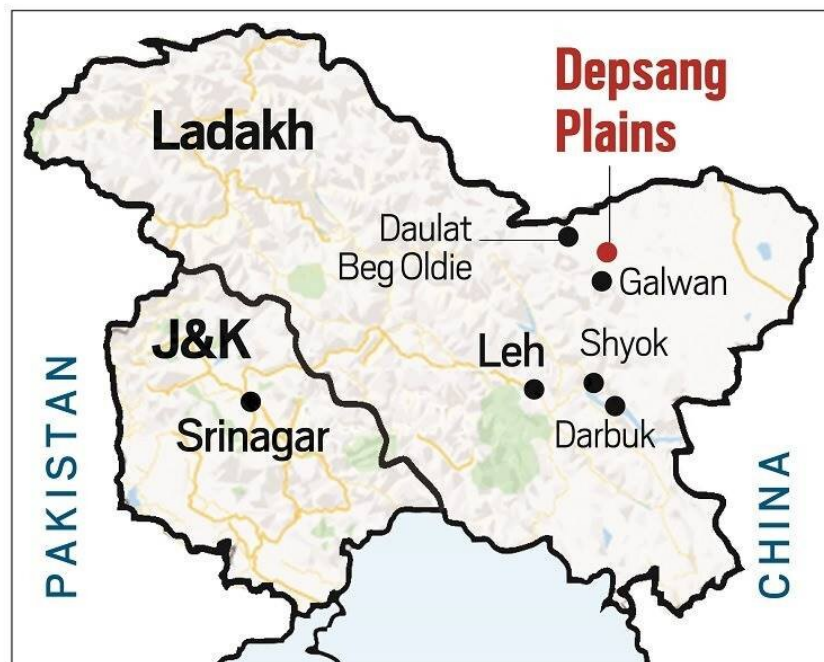 Depsang
Plains
Ladakh
Daulat
Beg Oldie
Galwan
J&K
Leh
Shyok
Srinagar
Darbuk
PAKISTAN
CHINA